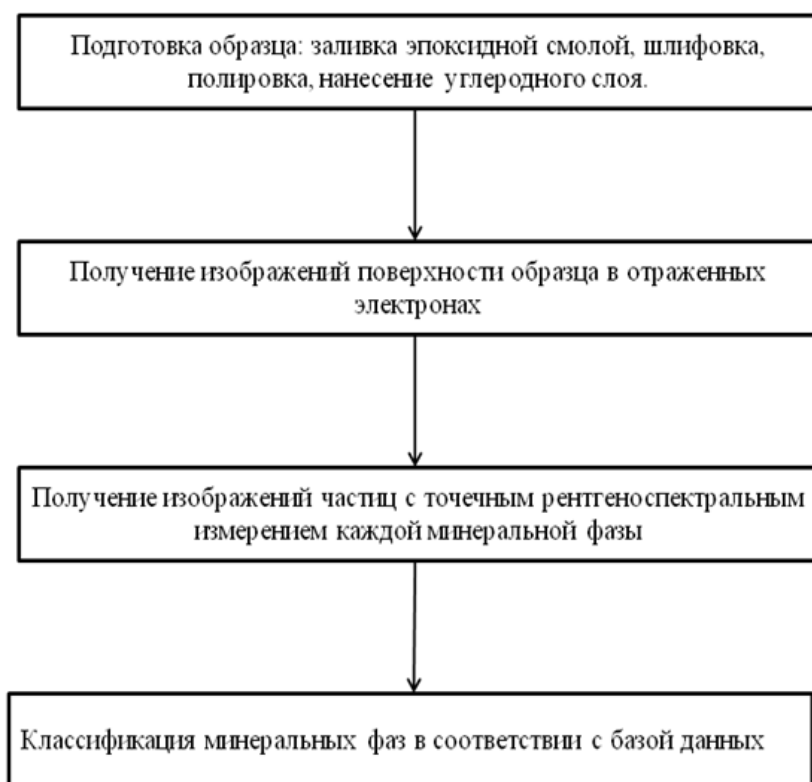 Подготовка образца: заливка эпоксидной смолой, шлифовка,
полировка, нанесение углеродного слоя.
Получение изображений поверхности образца в отраженных
электронах
Получение изображений частиц с точечным рентгеноспектральным
измерением каждой минеральной фазы
Классификация минеральных фаз в соответствии с базой данных